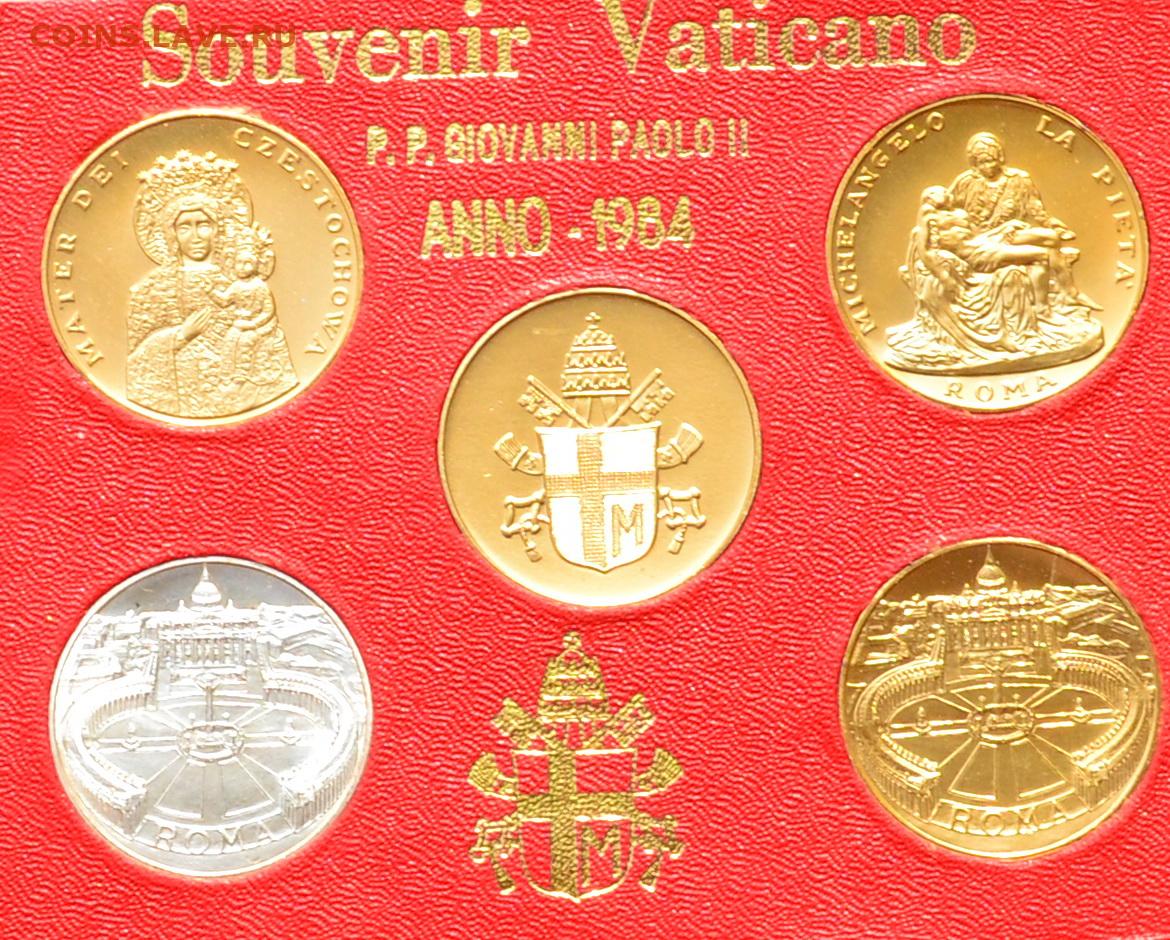 COINS.LAVE.RU
Souvenir Vaticano
P. P. GIOVANNI PAOLO II
ANNO - 1984
MATER DEI CZESTOCHOWA
MICHELANGELO LA PIETA'
ROMA
M
ROMA
M
ROMA